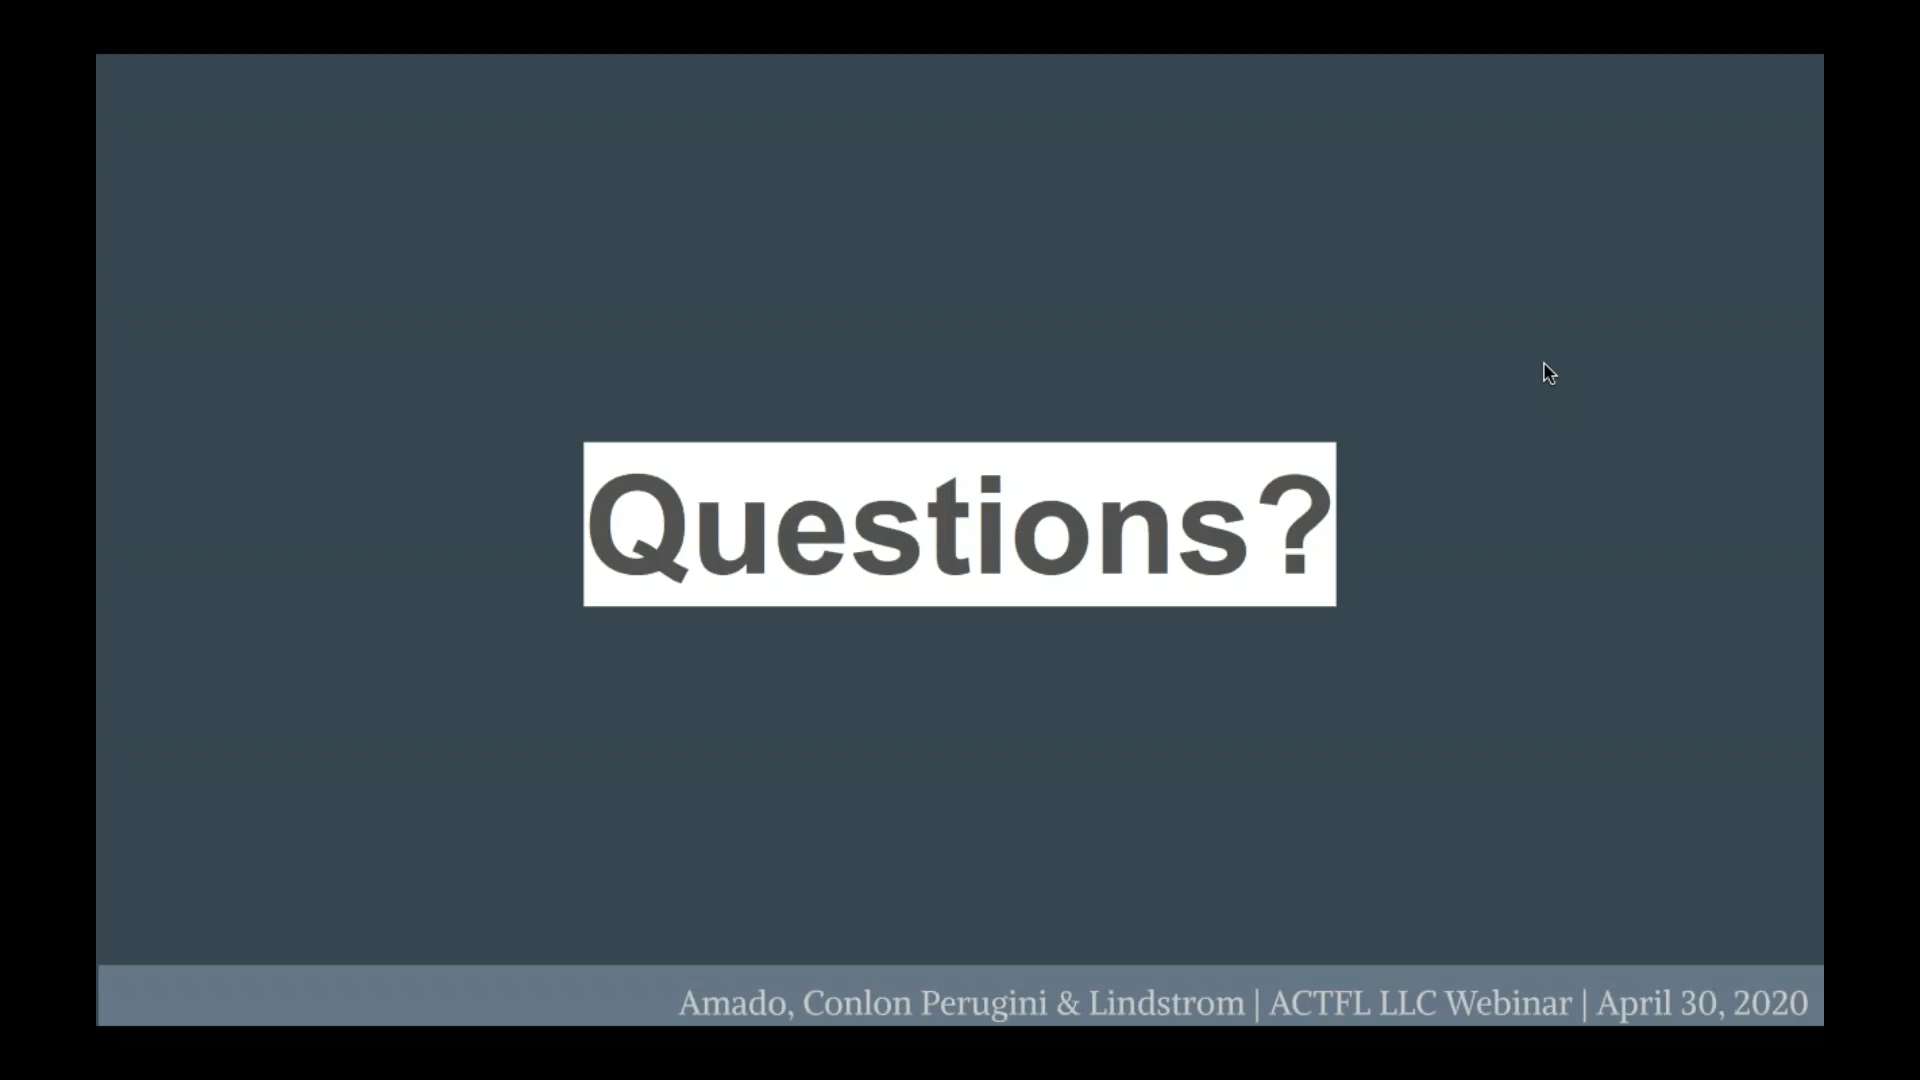 Questions?
Amado, Conlon Perugini & Lindstrom | ACTFL LLC Webinar | April 30, 2020